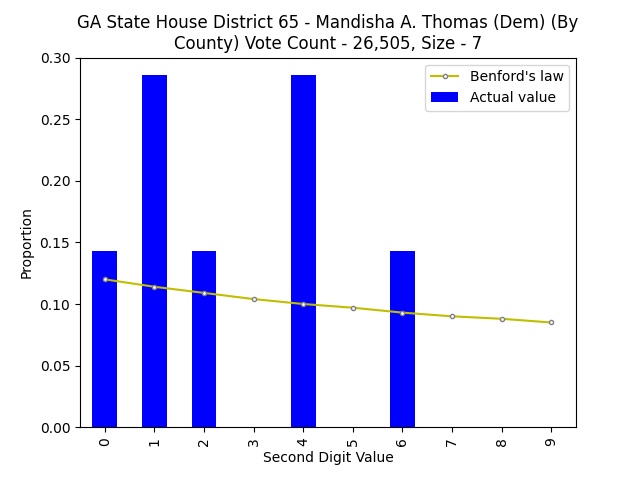 GA State House District 65 - Mandisha A. Thomas (Dem) (By
County) Vote Count - 26,505, Size - 7
Benford's law
Actual value
0.30
0.25
0.20
0.15
0.10
0.05
0.00
Proportion
0 1 2 3 4 5 6 7 8 9
Second Digit Value